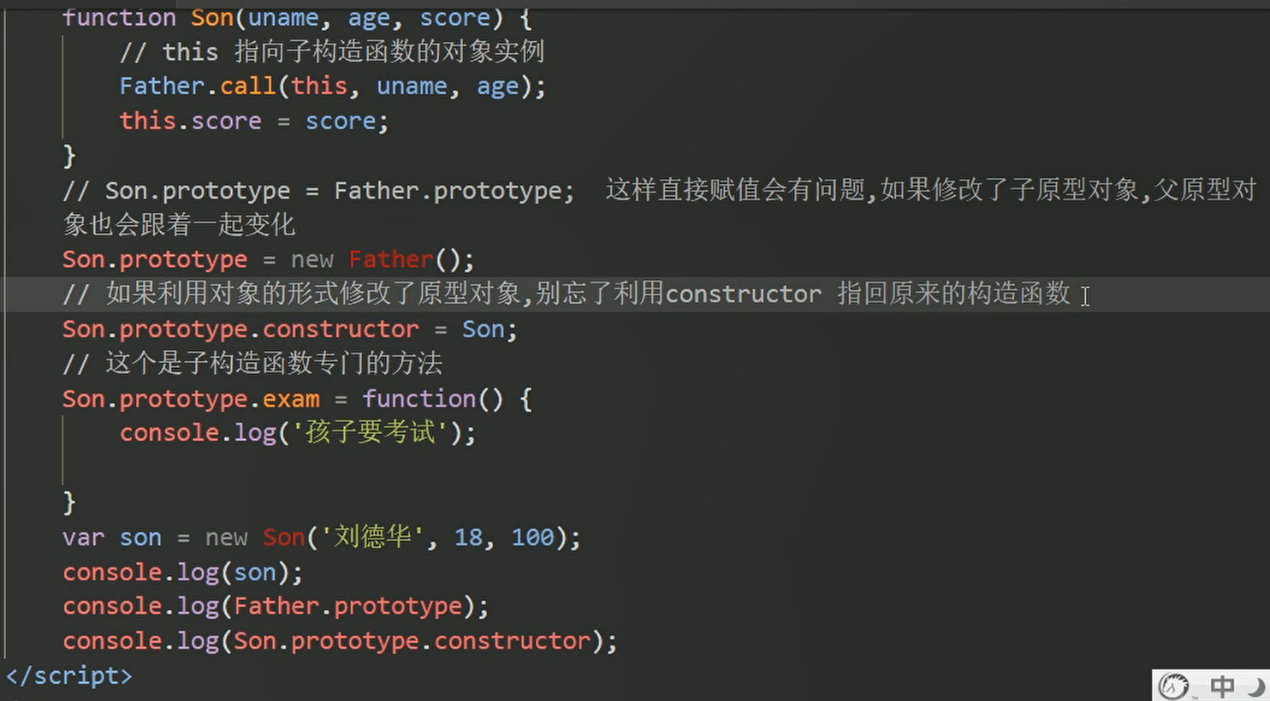 function Son(uname, age, score) {
// this 指向子构造函数的对象实例
Father.call(this, uname, age);
this.score = score;
}
// Son.prototype = Father.prototype;  这样直接赋值会有问题,如果修改了子原型对象,父原型对
象也会跟着一起变化
Son.prototype = new Father();
// 如果利用对象的形式修改了原型对象,别忘了利用constructor 指回原来的构造函数
Son.prototype.constructor = Son;
// 这个是子构造函数专门的方法
Son.prototype.exam = function() {
console.log('孩子要考试');
}
var son = new Son('刘德华', 18, 100);
console.log(son);
console.log(Father.prototype);
console.log(Son.prototype.constructor);
</script>
中